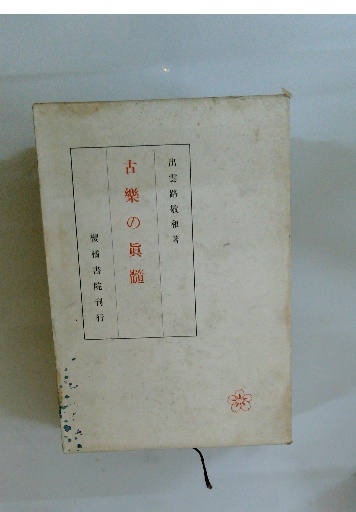 出雲路敬和著
古樂の眞髓
櫻橘書院刊行